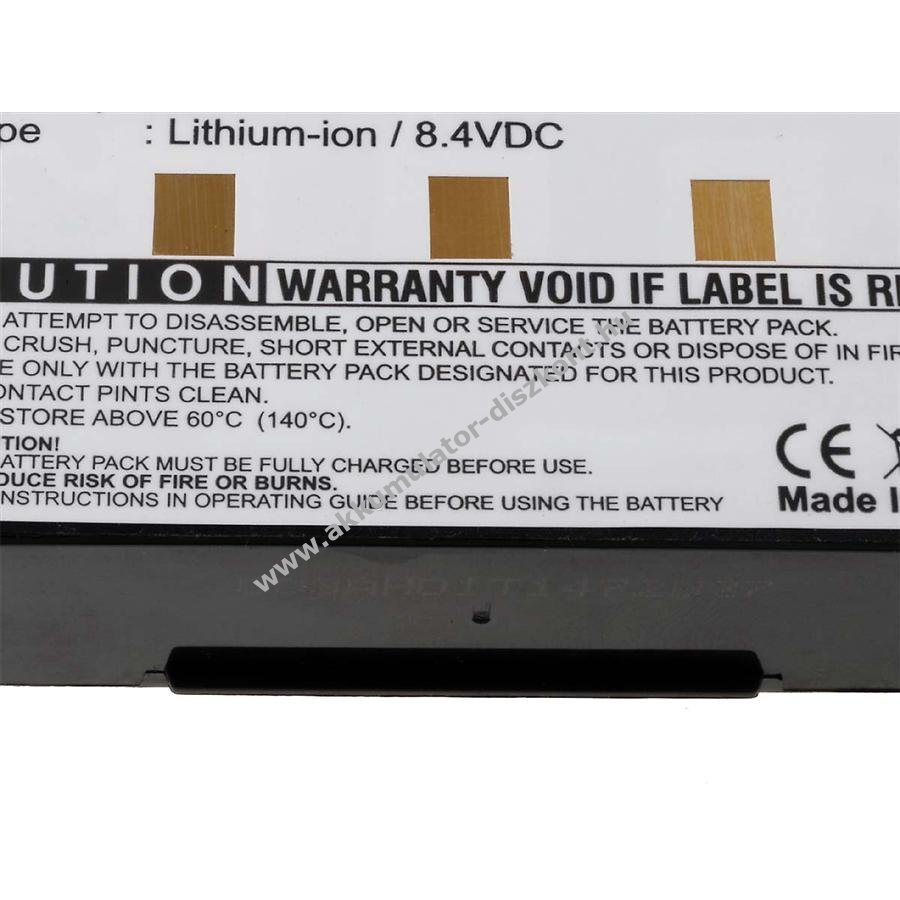 pe : Lithium-ion / 8.4VDC
UTION WARRANTY VOID IF LABEL IS RE
ATTEMPT TO DISASSEMBLE, OPEN OR SERVICE THE BATTERY PACK.
CRUSH, PUNCTURE, SHORT EXTERNAL CONTACTS OR DISPOSE OF IN FIR
E ONLY WITH THE BATTERY PACK DESIGNATED FOR THIS PRODUCT.
ONTACT PINTS CLEAN.
STORE ABOVE 60°C (140°C).
TION!
ATTERY PACK MUST BE FULLY CHARGED BEFORE USE.
DUCE RISK OF FIRE OR BURNS.
INSTRUCTIONS IN OPERATING GUIDE BEFORE USING THE BATTERY
CE
Made I
www.akkumulator-diszkont.hu